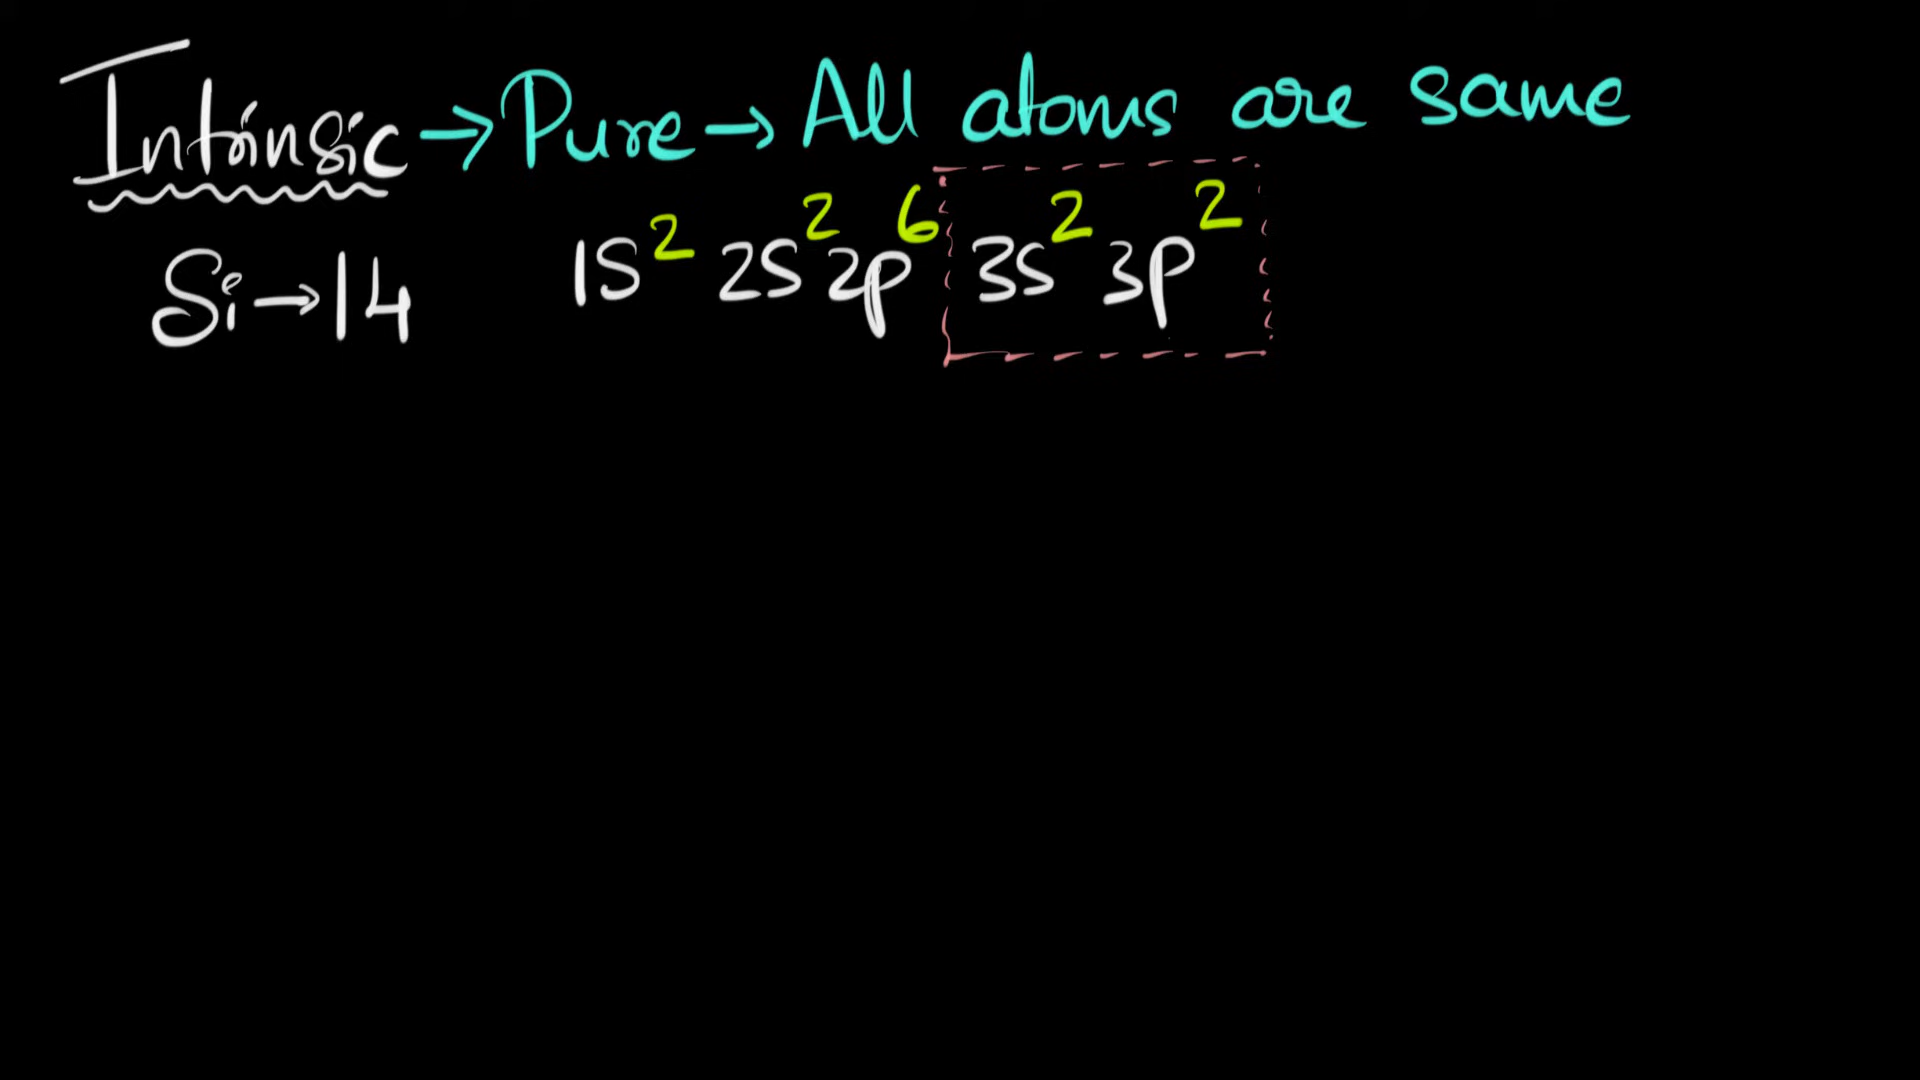 Intrinsic → Pure → All atoms are same
Si → 14 1S² 2S² 2p⁶ 3S² 3p²